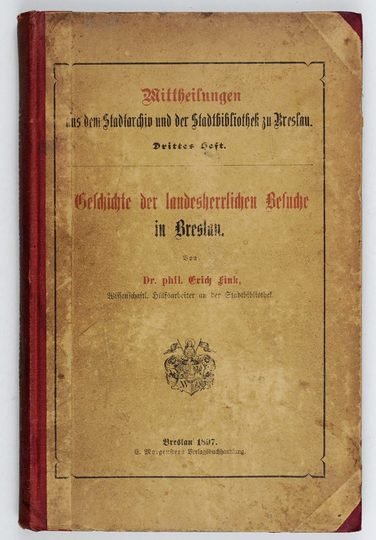 Mittheilungen
aus dem Stadtarchiv und der Stadtbibliothek zu Breslau.
Drittes Heft.
Geschichte der landesherrlichen Besuche
in Breslau.
Von
Dr. phil. Erich Fink,
Wissenschaftl. Hülfsarbeiter an der Stadtbibliothek.
Breslau 1897.
E. Morgenstern Verlagsbuchhandlung.